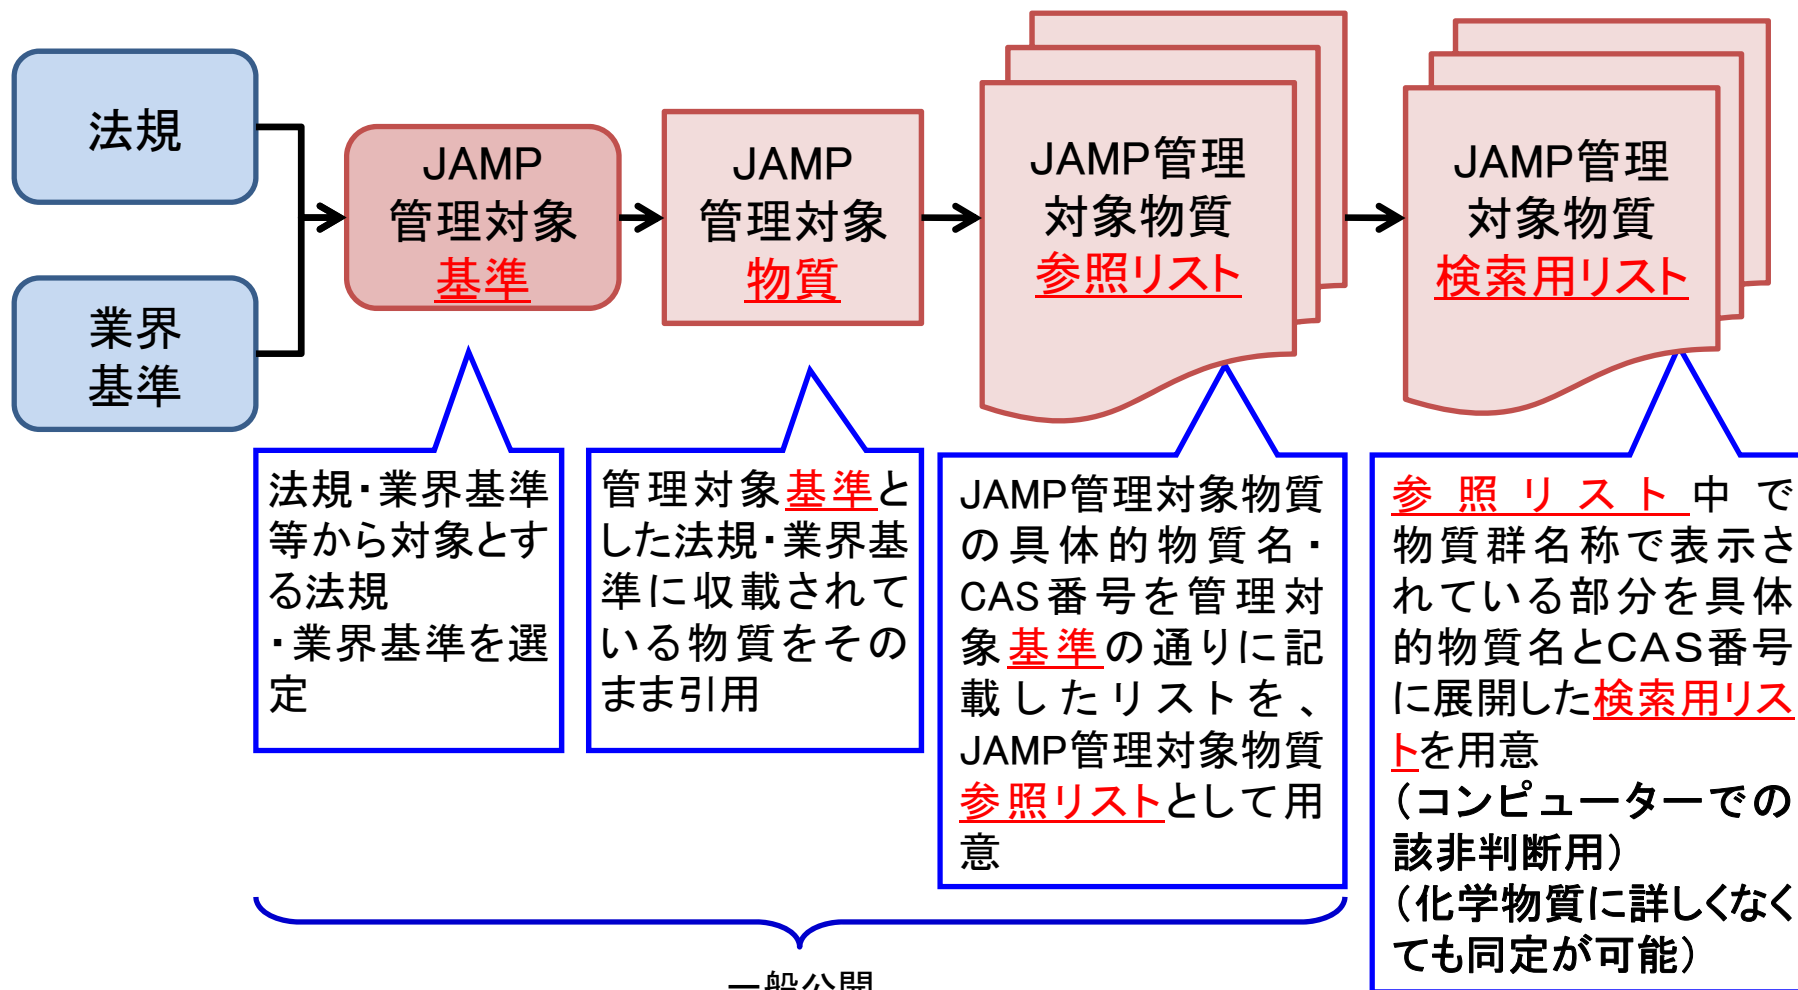 法規
業界
基準
JAMP
管理対象
基準
JAMP
管理対象
物質
JAMP管理
対象物質
参照リスト
JAMP管理
対象物質
検索用リスト
法規・業界基準
等から対象とす
る法規
・業界基準を選
定
管理対象基準と
した法規・業界基
準に収載されて
いる物質をその
まま引用
JAMP管理対象物質
の具体的物質名・
CAS番号を管理対
象基準の通りに記
載したリストを、
JAMP管理対象物質
参照リストとして用
意
参照リスト中で
物質群名称で表示さ
れている部分を具体
的物質名とCAS番号
に展開した検索用リス
トを用意
（コンピューターでの
該非判断用）
（化学物質に詳しくなく
ても同定が可能）
一般公開